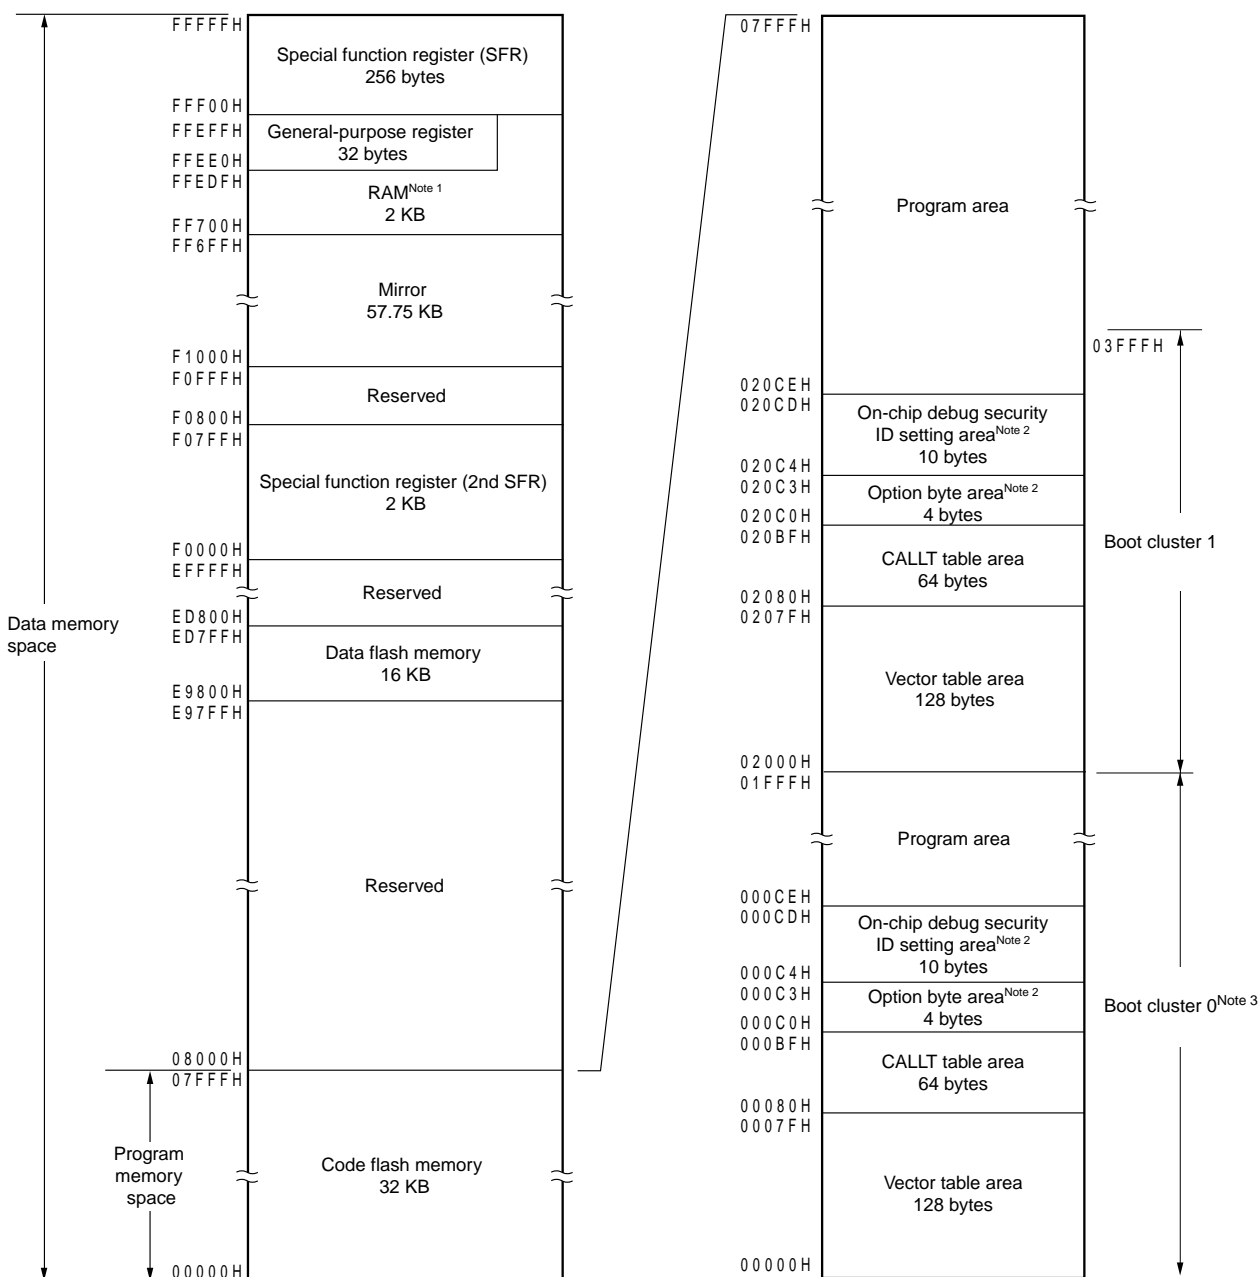 FFFFFH
Special function register (SFR)
256 bytes
FFF00H
FFEFFH
General-purpose register
32 bytes
FFEE0H
FFEDFH
RAMNote 1
2 KB
FF700H
FF6FFH
Mirror
57.75 KB
F1000H
F0FFFH
Reserved
F0800H
F07FFH
Special function register (2nd SFR)
2 KB
F0000H
EFFFFH
Reserved
ED800H
ED7FFH
Data flash memory
16 KB
E9800H
E97FFH
Reserved
08000H
07FFFH
Code flash memory
32 KB
00000H
Data memory
space
Program
memory
space
07FFFH
Program area
03FFFH
020CEH
020CDH
On-chip debug security
ID setting areaNote 2
10 bytes
020C4H
020C3H
Option byte areaNote 2
4 bytes
020C0H
020BFH
CALLT table area
64 bytes
02080H
0207FH
Vector table area
128 bytes
02000H
01FFFH
Boot cluster 1
Program area
000CEH
000CDH
On-chip debug security
ID setting areaNote 2
10 bytes
000C4H
000C3H
Option byte areaNote 2
4 bytes
000C0H
000BFH
CALLT table area
64 bytes
00080H
0007FH
Vector table area
128 bytes
00000H
Boot cluster 0Note 3